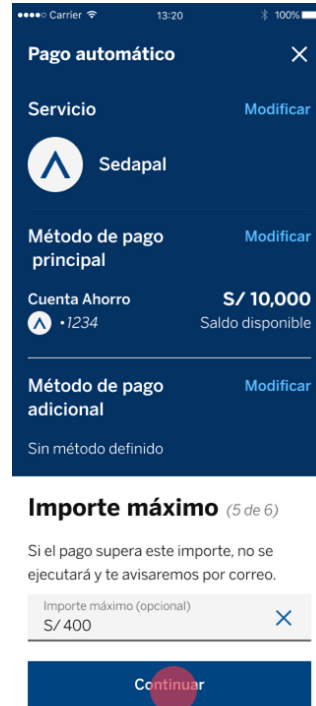 Carrier 13:20 100%
Pago automático
Servicio Modificar
Sedapal
Método de pago Modificar
principal
Cuenta Ahorro S/ 10,000
•1234 Saldo disponible
Método de pago Modificar
adicional
Sin método definido
Importe máximo (5 de 6)
Si el pago supera este importe, no se
ejecutará y te avisaremos por correo.
Importe máximo (opcional)
S/ 400
Continuar